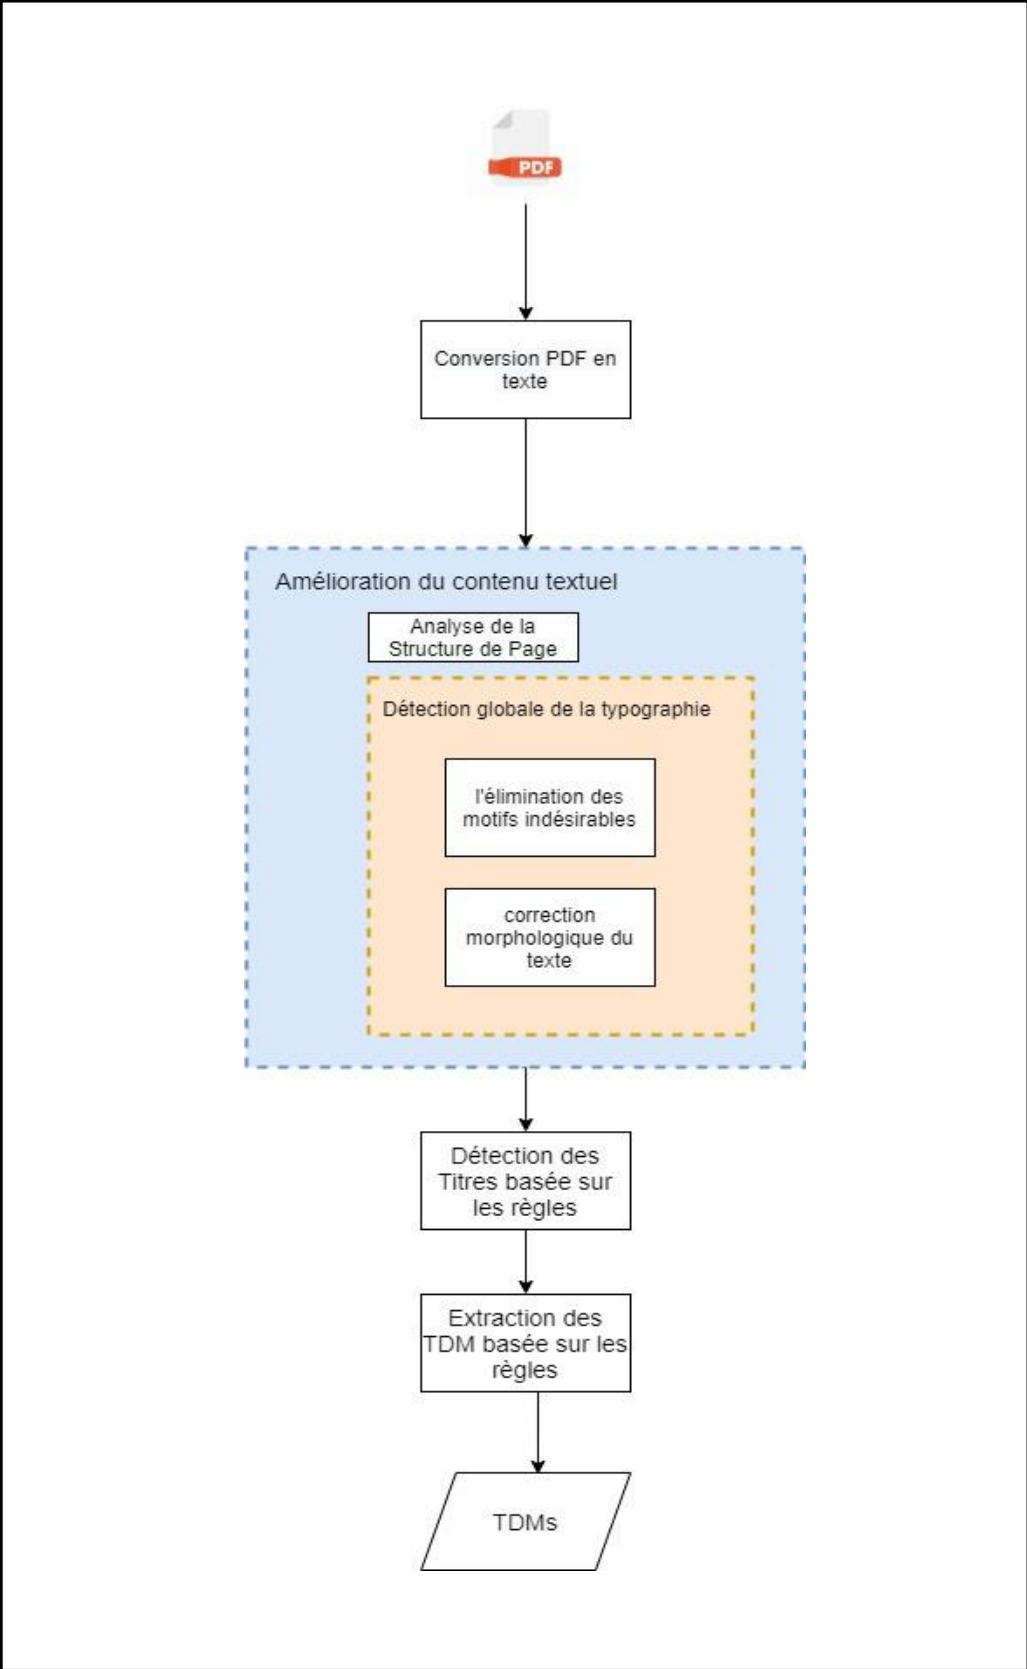 PDF
Conversion PDF en
texte
Amélioration du contenu textuel
Analyse de la
Structure de Page
Détection globale de la typographie
l'élimination des
motifs indésirables
correction
morphologique du
texte
Détection des
Titres basée sur
les règles
Extraction des
TDM basée sur les
règles
TDMs